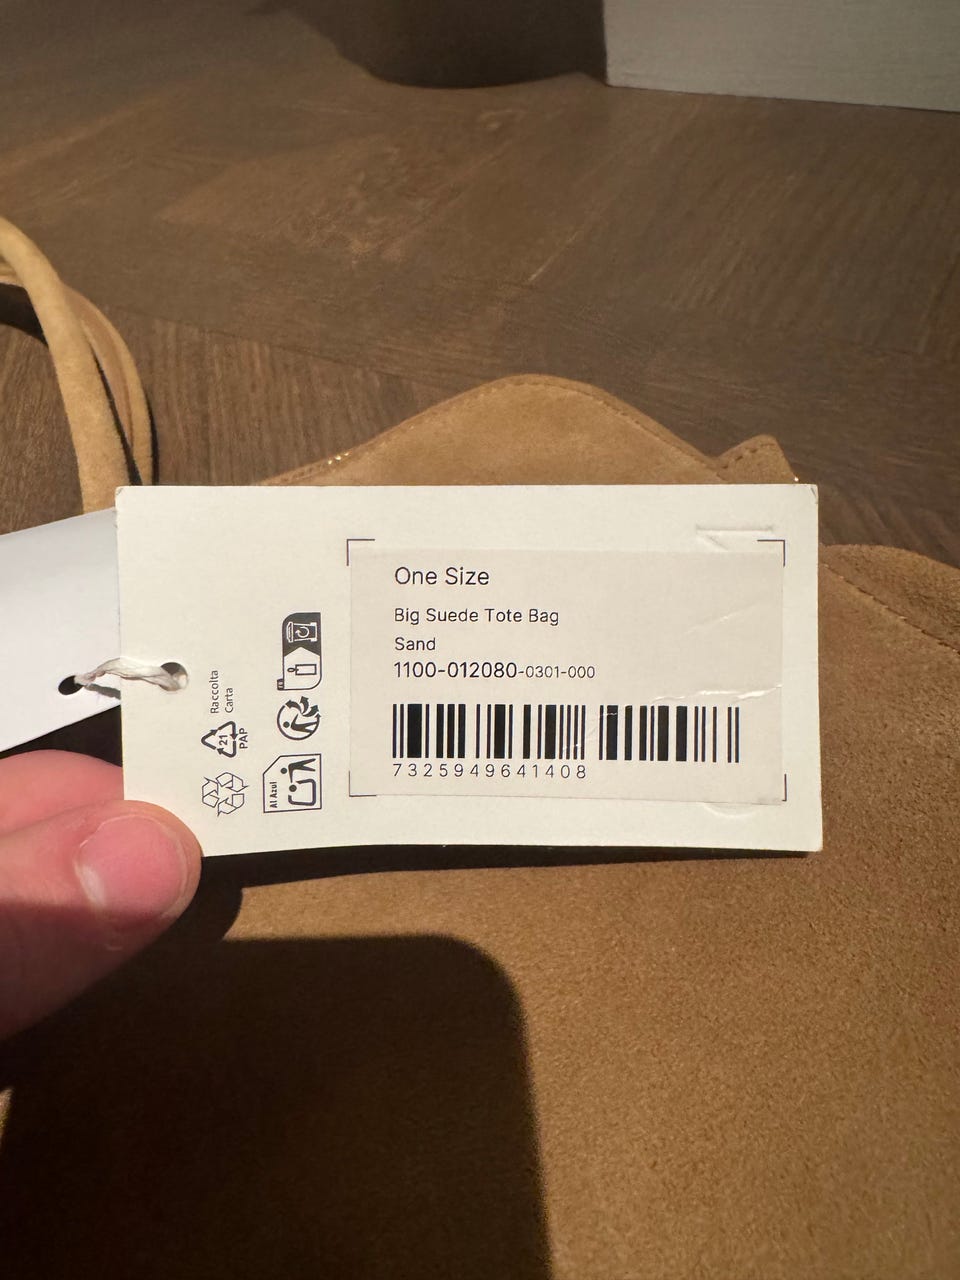 One Size
Big Suede Tote Bag
Sand
1100-012080-0301-000
7325949641408
Raccolta
Carta
21
PAP
Al Azul